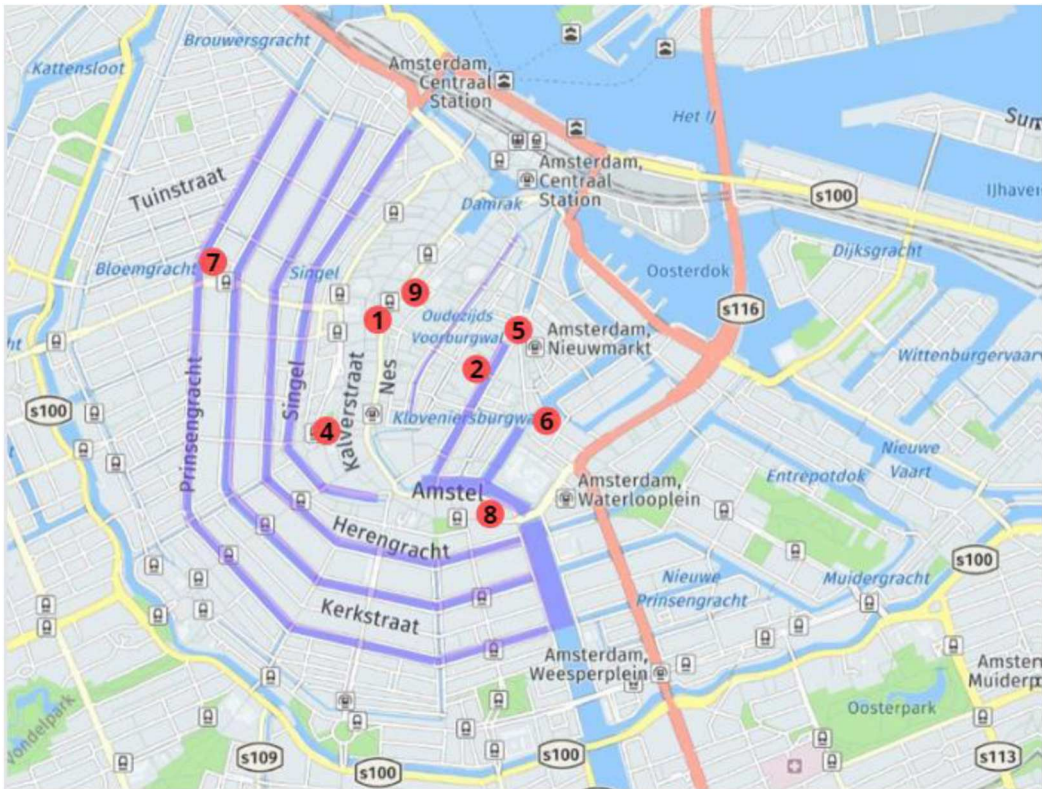 Brouwersgracht
Kattensloot
Amsterdam,
Centraal
Station
Het IJ
Tuinstraat
Amsterdam,
Centraal
Station
s100
IJhaven
Damrak
Bloemgracht
7
Singel
Oosterdok
Dijksgracht
9
1
Oudezijds
Voorburgwal
5
Amsterdam,
Nieuwmarkt
s116
Wittenburgervaart
2
Prinsengracht
Singel
Kalverstraat
Nes
s100
4
Kloveniersburgwa
6
Nieuwe
Vaart
Entrepotdok
Amstel
8
Amsterdam,
Waterlooplein
Herengracht
s100
Nieuwe
Prinsengracht
Muidergracht
Kerkstraat
Amsterdam,
Weesperplein
Amster
Muiderp
Vondelpark
Oosterpark
s109
s100
s100
s113